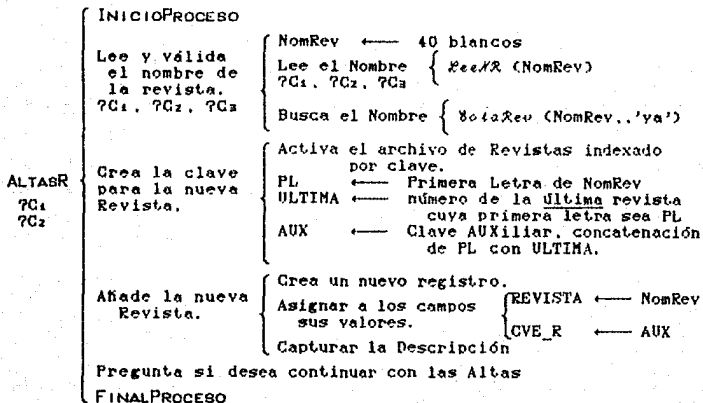 INICIOPROCESO
Lee y válida el nombre de la revista. ?C1, ?C2, ?C3
NomRev ← 40 blancos
Lee el Nombre ?C1, ?C2, ?C3 { LeeNR (NomRev)
Busca el Nombre { (NomRev,,'ya')
ALTASR ?C1 ?C2
Crea la clave para la nueva Revista.
Activa el archivo de Revistas indexado por clave.
PL ← Primera Letra de NomRev
ULTIMA ← número de la última revista cuya primera letra sea PL
AUX ← Clave AUXiliar, concatenación de PL con ULTIMA.
Añade la nueva Revista.
Crea un nuevo registro.
Asignar a los campos sus valores.
REVISTA ← NomRev
CVE_R ← AUX
Capturar la Descripción
Pregunta si desea continuar con las Altas
FINALPROCESO